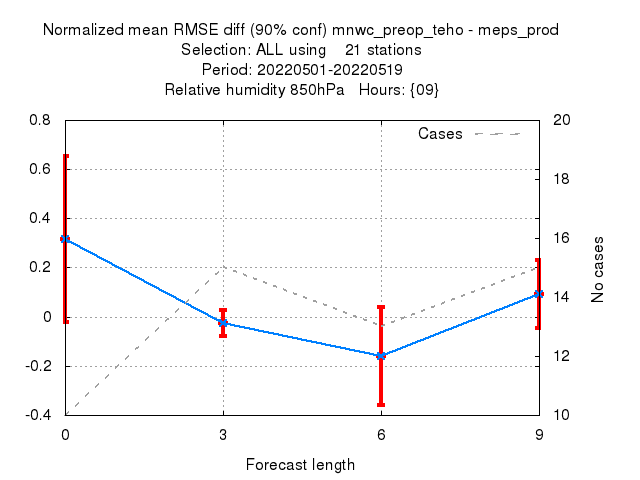 Normalized mean RMSE diff (90% conf) mnwc_preop_teho - meps_prod
Selection: ALL using    21 stations
Period: 20220501-20220519
Relative humidity 850hPa   Hours: {09}
Cases
0.8
0.6
0.4
0.2
0
-0.2
-0.4
20
18
16
14
12
10
No cases
0 3 6 9
Forecast length